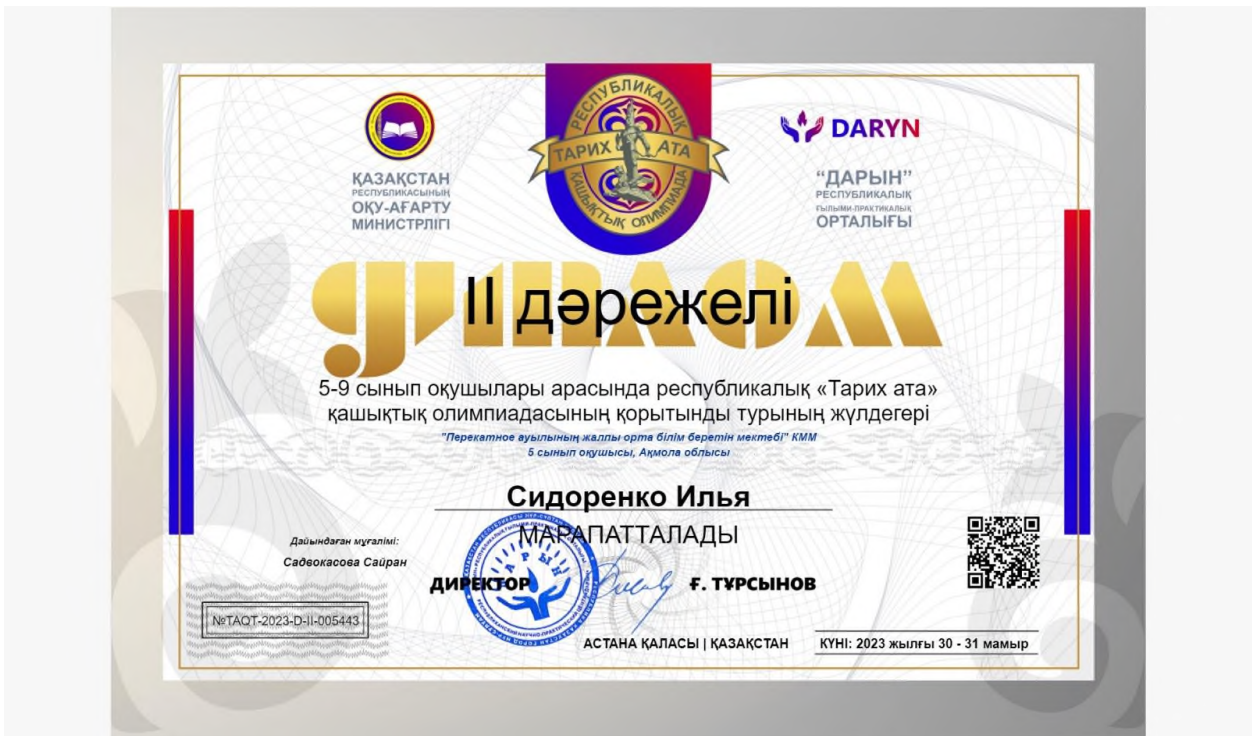 ҚАЗАҚСТАН
РЕСПУБЛИКАСЫНЫҢ
ОҚУ-АҒАРТУ
МИНИСТРЛІГІ
РЕСПУБЛИКАЛЫҚ
ТАРИХ АТА
ҚАШЫҚТЫҚ ОЛИМПИАДА
DARYN
"ДАРЫН"
РЕСПУБЛИКАЛЫҚ
ҒЫЛЫМИ-ПРАКТИКАЛЫҚ
ОРТАЛЫҒЫ
ДИПЛОМ
II дәрежелі
5-9 сынып оқушылары арасында республикалық «Тарих ата»
қашықтық олимпиадасының қорытынды турының жүлдегері
"Перекатное ауылының жалпы орта білім беретін мектебі" КММ
5 сынып оқушысы, Ақмола облысы
Сидоренко Илья
МАРАПАТТАЛАДЫ
Дайындаған мұғалімі:
Садвокасова Сайран
ДИРЕКТОР Ғ. ТҰРСЫНОВ
ДАРЫН
№TAQT-2023-D-II-005443
АСТАНА ҚАЛАСЫ | ҚАЗАҚСТАН
КҮНІ: 2023 жылғы 30 - 31 мамыр